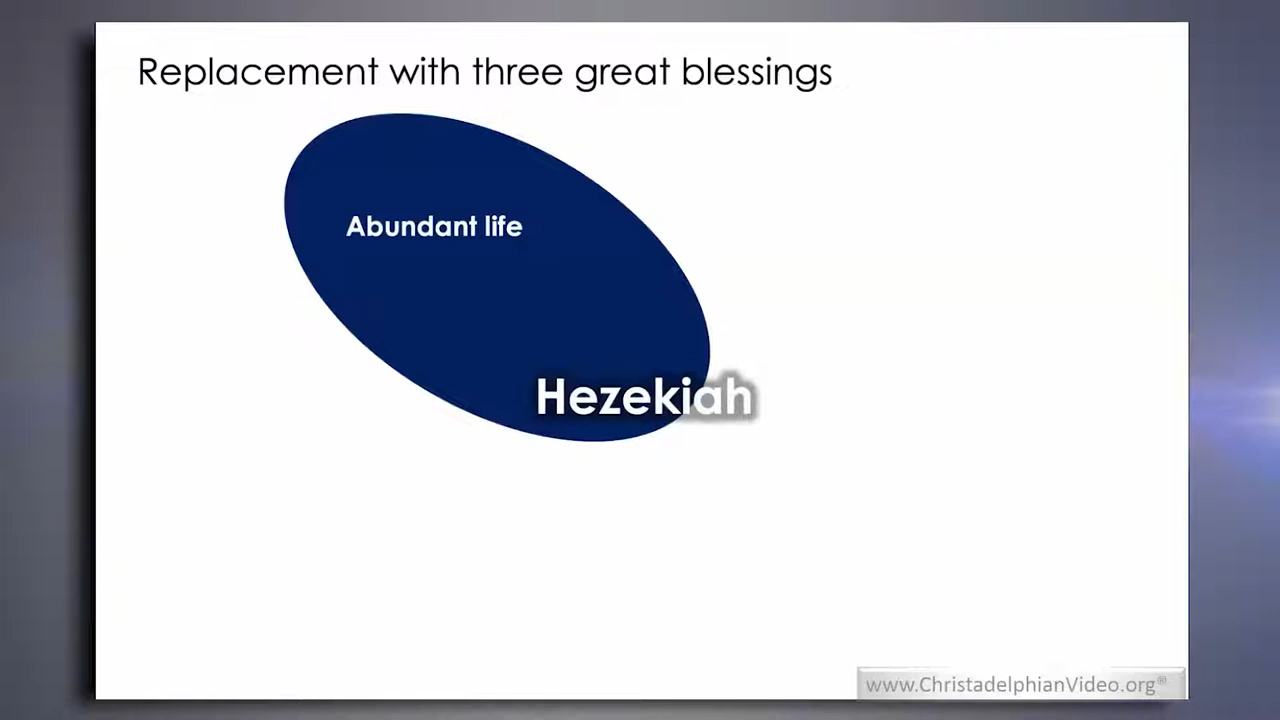 Replacement with three great blessings
Abundant life
Hezekiah
www.ChristadelphianVideo.org®